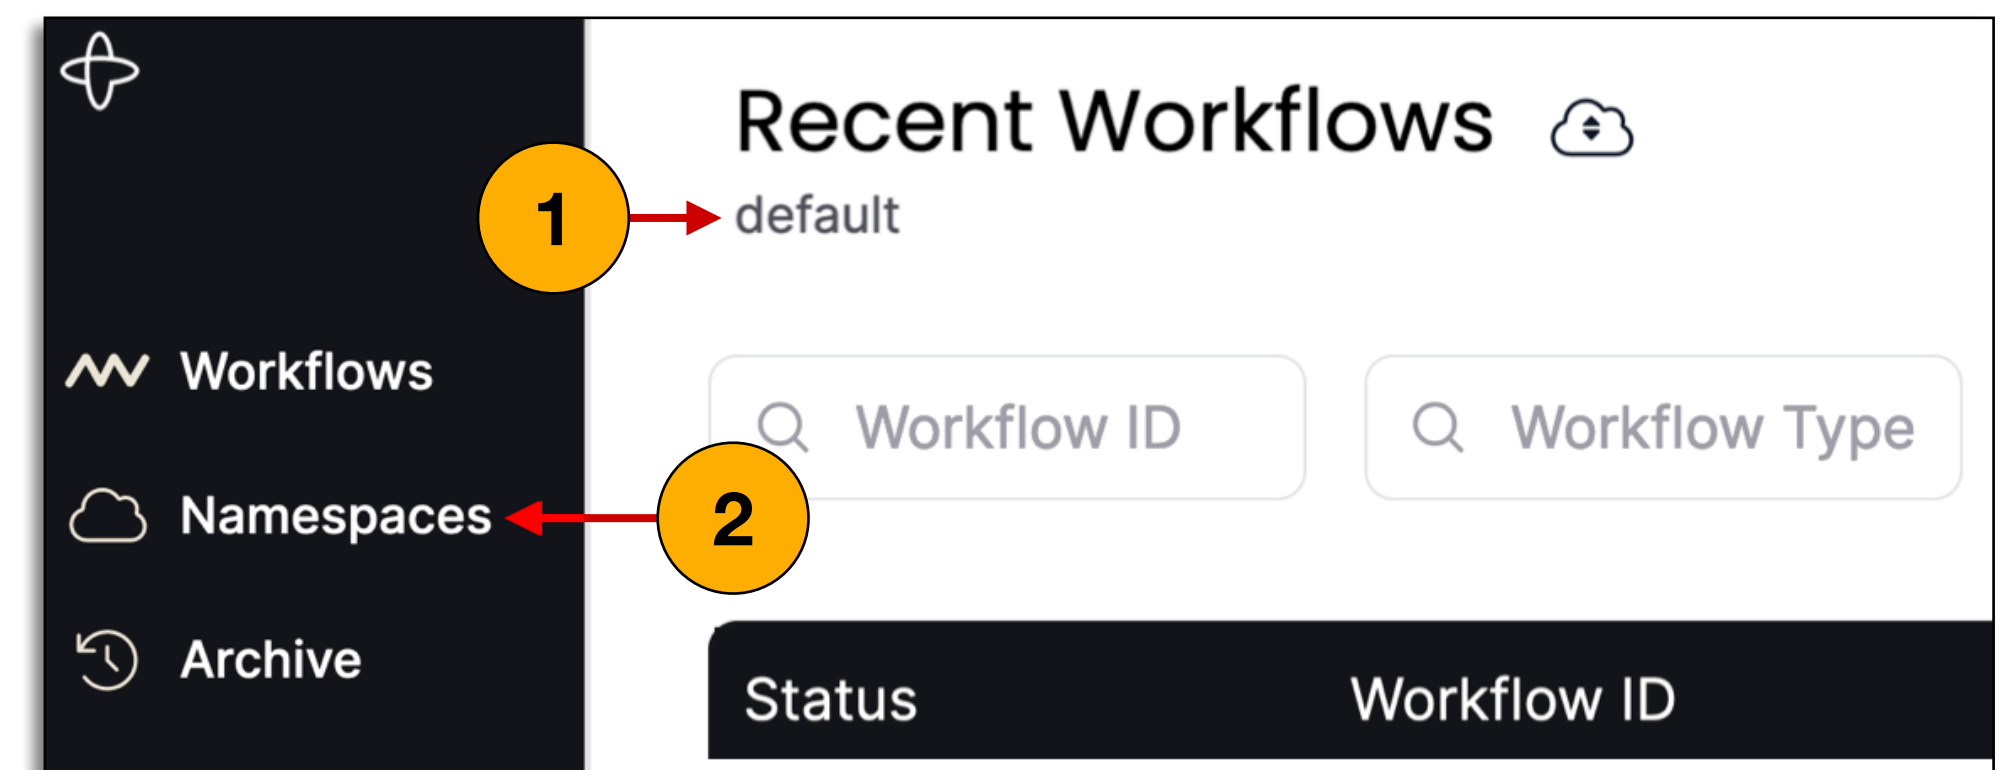 Recent Workflows
1
default
Workflows
Workflow ID
Workflow Type
Namespaces
2
Archive
Status
Workflow ID